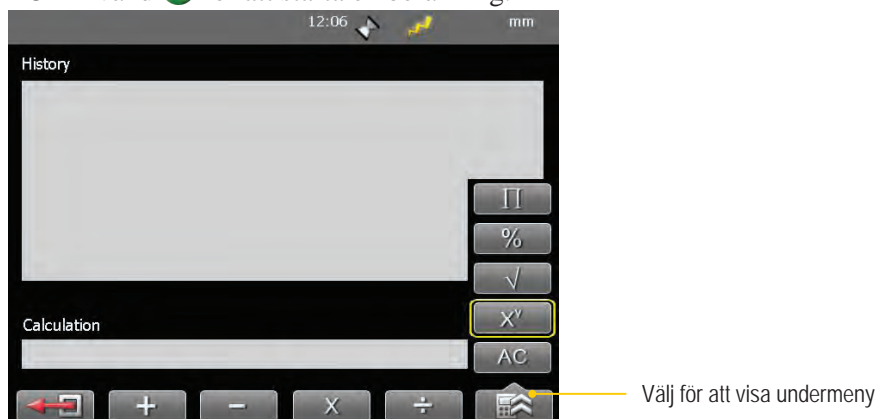 12:06 mm
History
∏
%
√
Xʸ
Calculation
AC
+ − X ÷
Välj för att visa undermeny